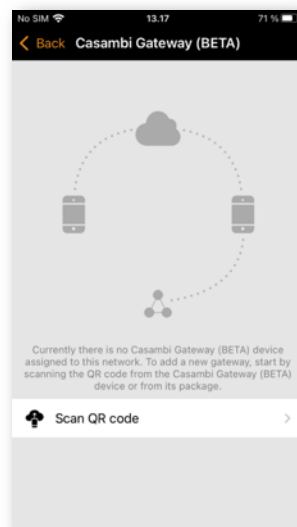 No SIM 13.17 71 %
Back Casambi Gateway (BETA)
Currently there is no Casambi Gateway (BETA) device
assigned to this network. To add a new gateway, start by
scanning the QR code from the Casambi Gateway (BETA)
device or from its package.
Scan QR code